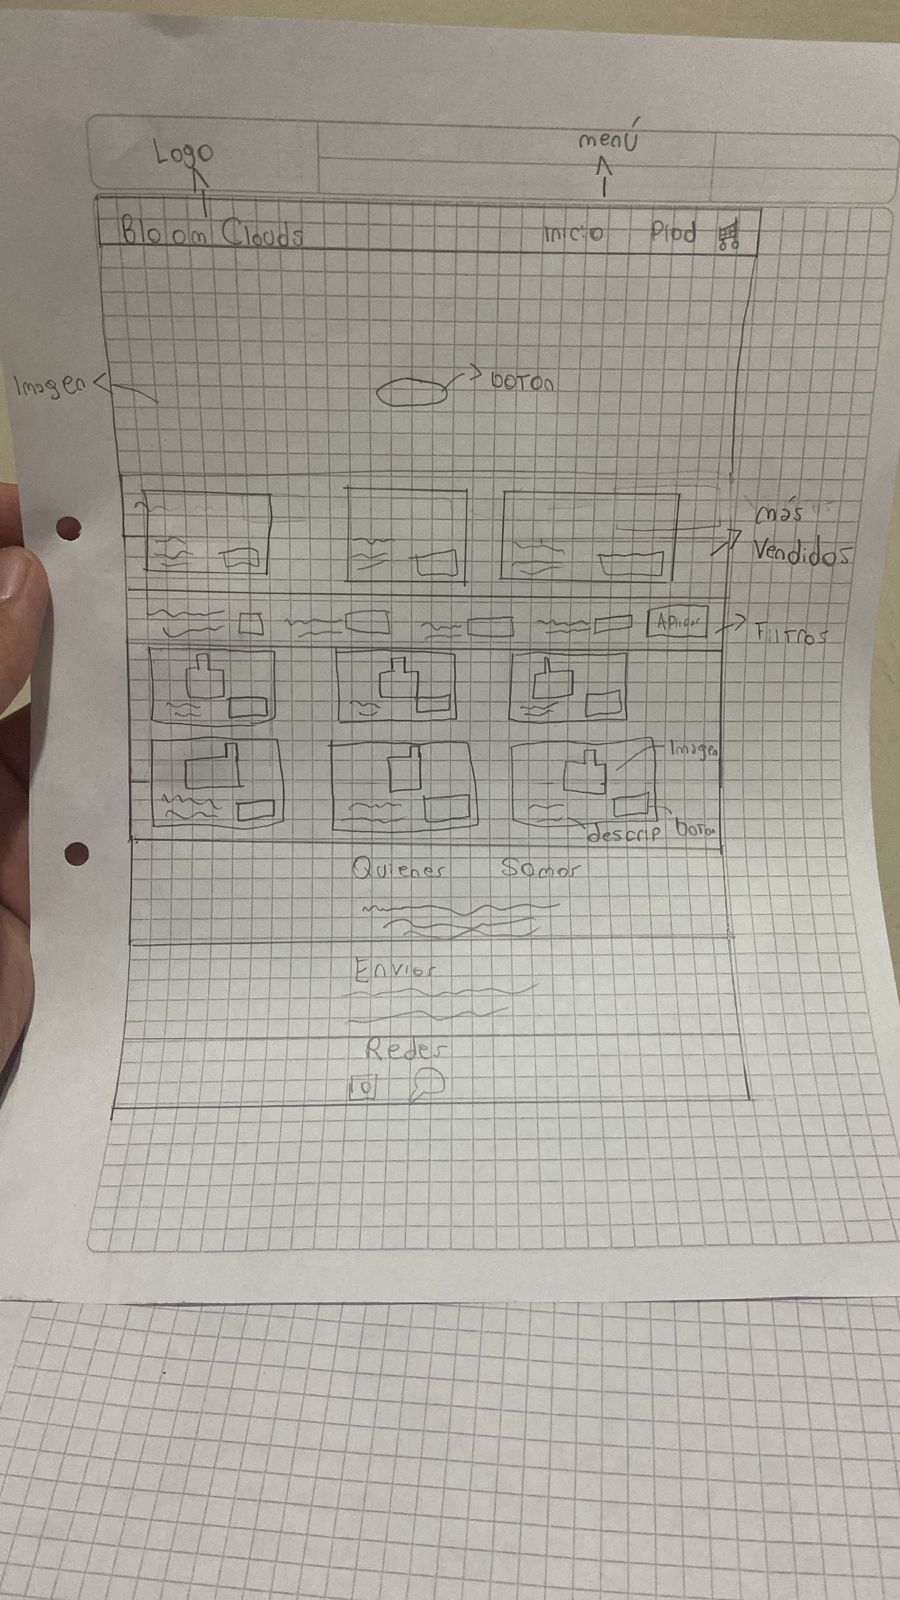 Logo
menú
Bloom Clouds
Inicio
Prod
Imagen
boton
más
Vendidos
Aplicar
Filtros
Imagen
descrip
boton
Quienes Somos
Envios
Redes